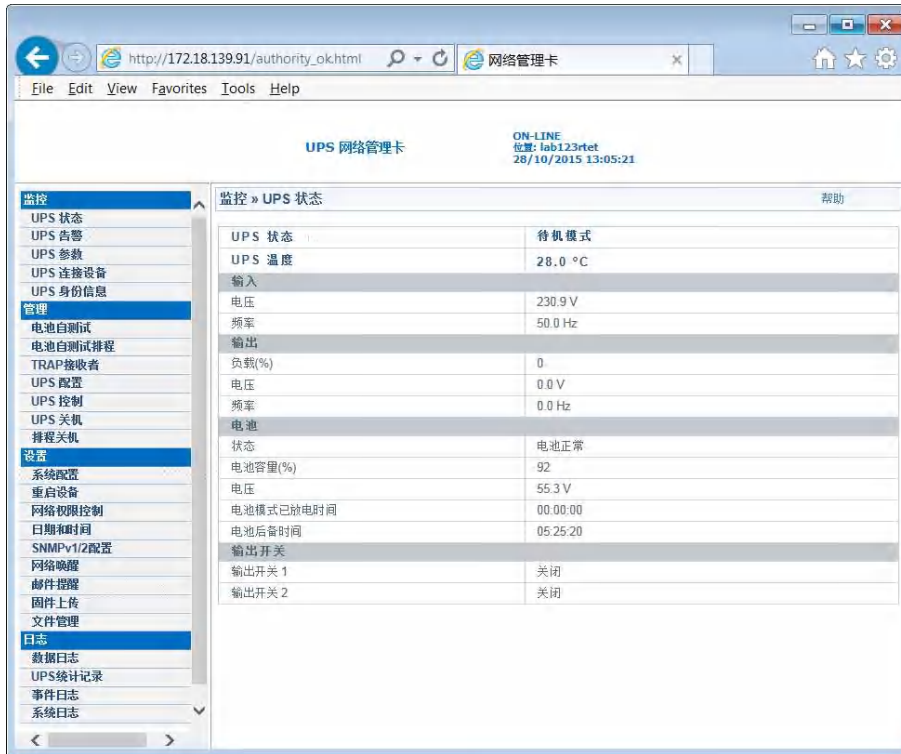 http://172.18.139.91/authority_ok.html
网络管理卡
File Edit View Favorites Tools Help
UPS 网络管理卡
ON-LINE
位置: lab123rtet
28/10/2015 13:05:21
监控
UPS 状态
UPS 告警
UPS 参数
UPS 连接设备
UPS 身份信息
管理
电池自测试
电池自测试排程
TRAP接收者
UPS 配置
UPS 控制
UPS 关机
排程关机
设置
系统配置
重启设备
网络权限控制
日期和时间
SNMPv1/2配置
网络唤醒
邮件提醒
固件上传
文件管理
日志
数据日志
UPS统计记录
事件日志
系统日志
监控 » UPS 状态 帮助
UPS 状态 待机模式
UPS 温度 28.0 °C
输入
电压 230.9 V
频率 50.0 Hz
输出
负载(%) 0
电压 0.0 V
频率 0.0 Hz
电池
状态 电池正常
电池容量(%) 92
电压 55.3 V
电池模式已放电时间 00:00:00
电池后备时间 05:25:20
输出开关
输出开关 1 关闭
输出开关 2 关闭